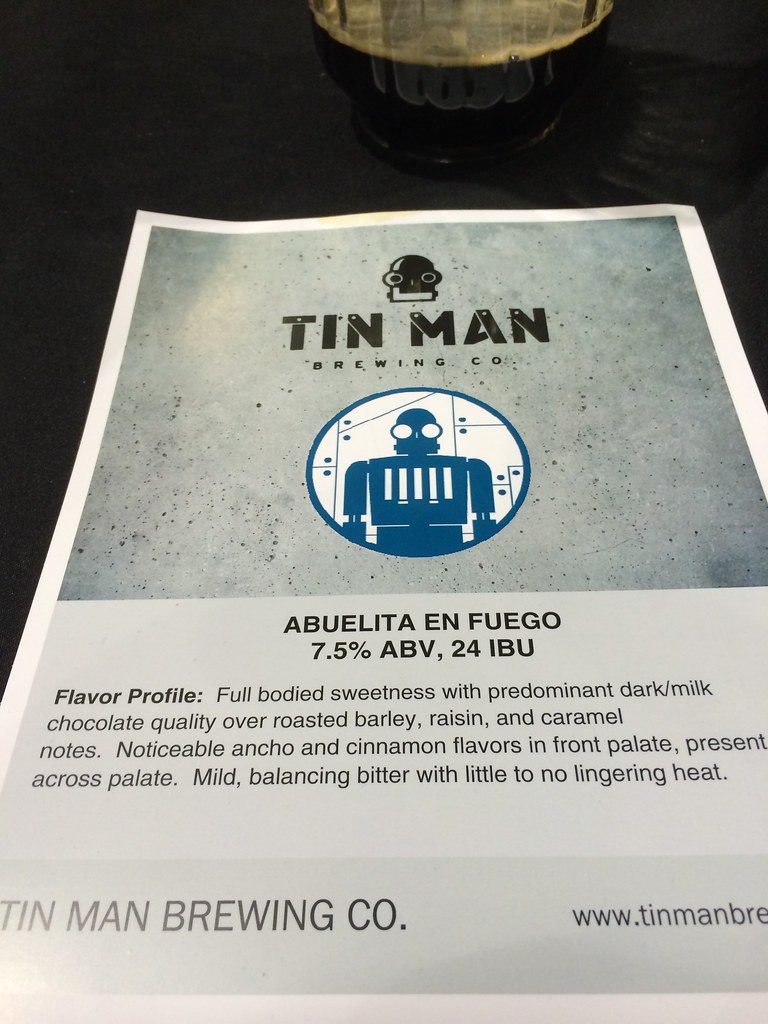 TIN MAN
BREWING CO
ABUELITA EN FUEGO
7.5% ABV, 24 IBU
Flavor Profile: Full bodied sweetness with predominant dark/milk
chocolate quality over roasted barley, raisin, and caramel
notes. Noticeable ancho and cinnamon flavors in front palate, present
across palate. Mild, balancing bitter with little to no lingering heat.
TIN MAN BREWING CO.
www.tinmanbre